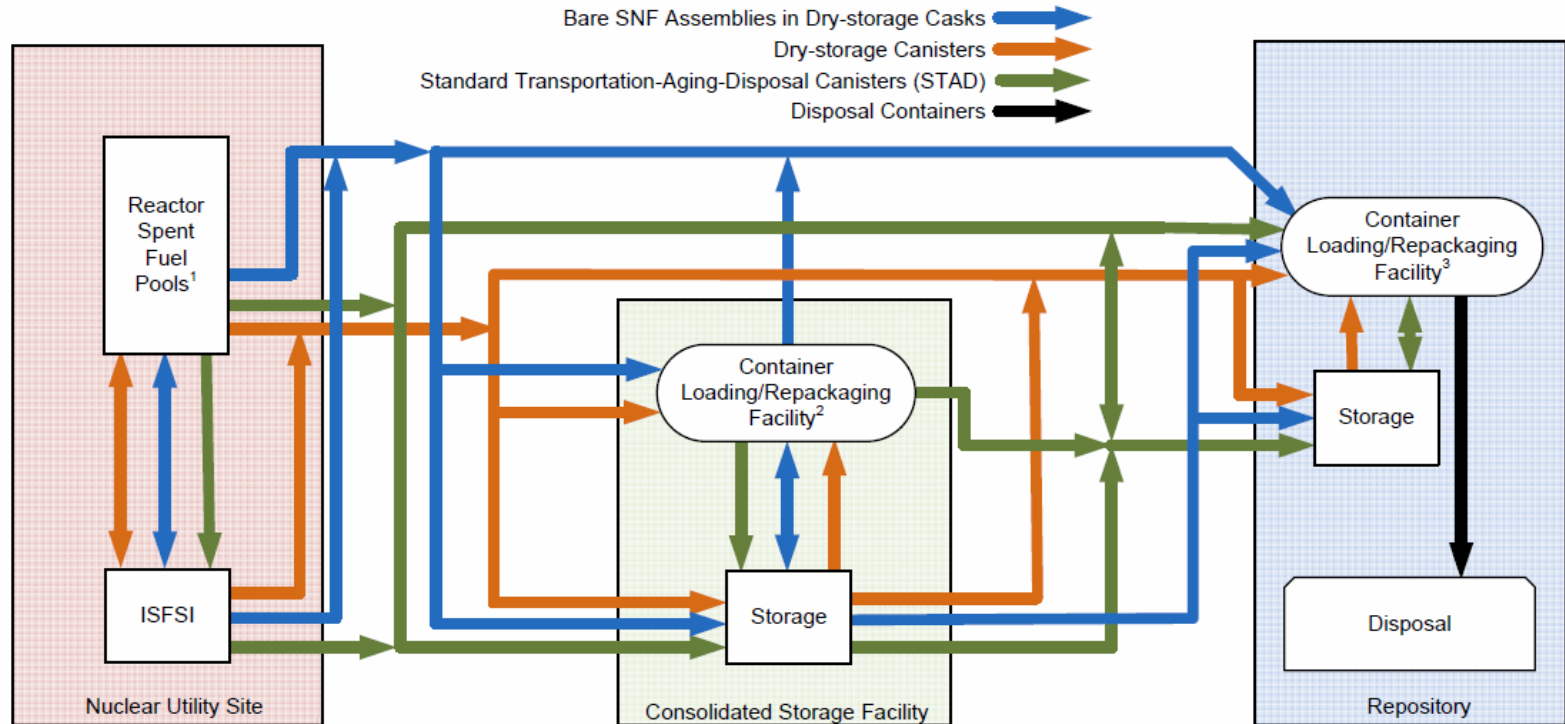 Bare SNF Assemblies in Dry-storage Casks
Dry-storage Canisters
Standard Transportation-Aging-Disposal Canisters (STAD)
Disposal Containers
Reactor
Spent
Fuel
Pools1
ISFSI
Nuclear Utility Site
Container
Loading/Repackaging
Facility2
Storage
Consolidated Storage Facility
Container
Loading/Repackaging
Facility3
Storage
Disposal
Repository